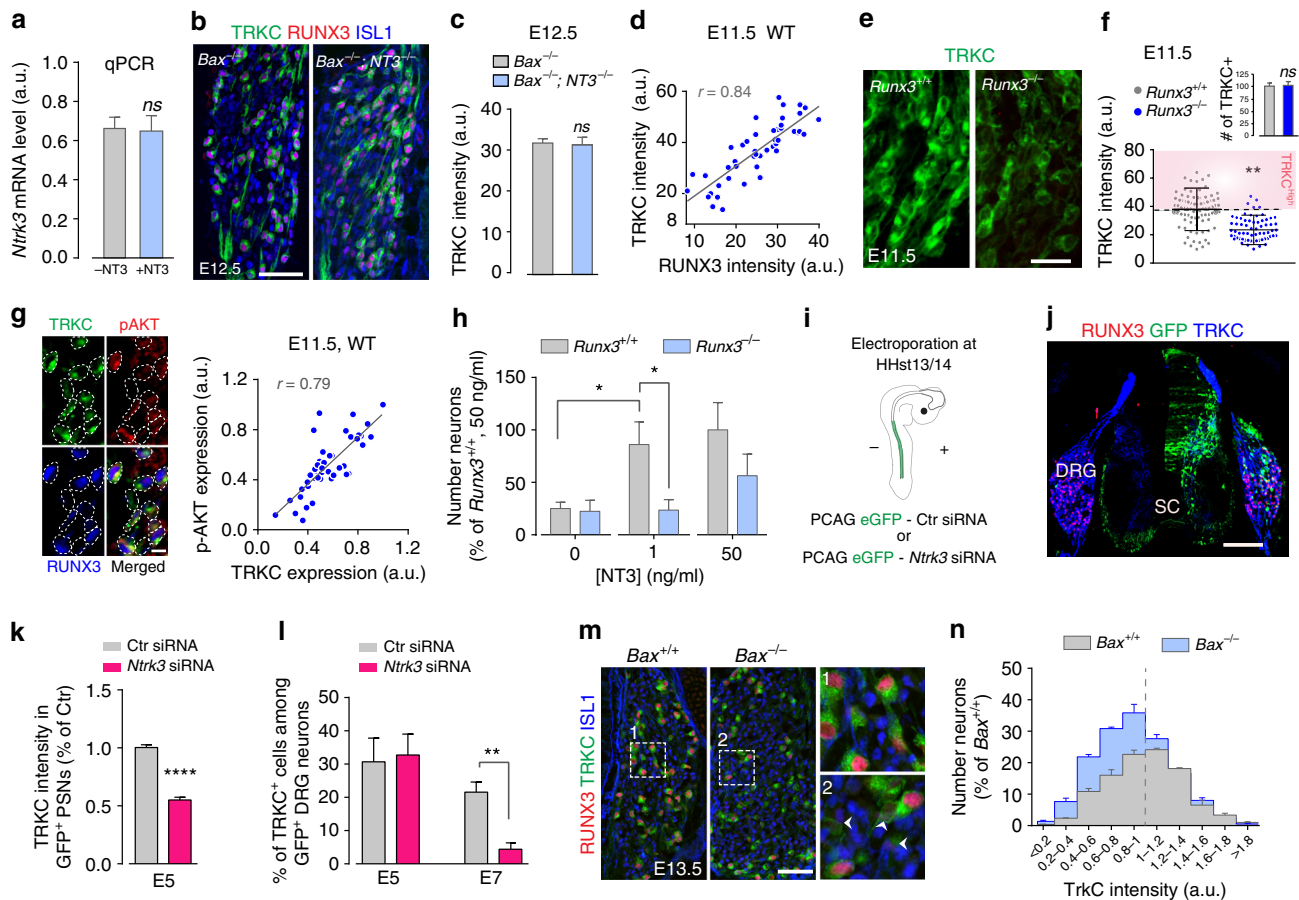 a
qPCR
Ntrk3 mRNA level (a.u.)
1.0
0.8
0.6
0.4
0.2
0.0
ns
–NT3 +NT3
b
TRKC RUNX3 ISL1
Bax–/–
Bax–/–; NT3–/–
E12.5
c
E12.5
Bax–/–
Bax–/–; NT3–/–
TRKC intensity (a.u.)
40
30
20
10
0
ns
d
E11.5 WT
r = 0.84
TRKC intensity (a.u.)
60
40
20
10 20 30 40
RUNX3 intensity (a.u.)
e
TRKC
Runx3+/+
Runx3–/–
E11.5
f
E11.5
Runx3+/+
Runx3–/–
# of TRKC+
125
100
75
50
25
0
ns
TRKC intensity (a.u.)
80
60
40
20
0
**
TRKCHigh
g
TRKC pAKT
RUNX3 Merged
E11.5, WT
r = 0.79
p-AKT expression (a.u.)
1.2
0.8
0.4
0.0
0.0 0.4 0.8 1.2
TRKC expression (a.u.)
h
Runx3+/+ Runx3–/–
Number neurons
(% of Runx3+/+, 50 ng/ml)
150
100
50
0
* *
0 1 50
[NT3] (ng/ml)
i
Electroporation at
HHst13/14
– +
PCAG eGFP - Ctr siRNA
or
PCAG eGFP - Ntrk3 siRNA
j
RUNX3 GFP TRKC
DRG
SC
k
Ctr siRNA
Ntrk3 siRNA
TRKC intensity in
GFP+ PSNs (% of Ctr)
1.5
1.0
0.5
0.0
****
E5
l
Ctr siRNA
Ntrk3 siRNA
% of TRKC+ cells among
GFP+ DRG neurons
50
40
30
20
10
0
**
E5 E7
m
Bax+/+ Bax–/–
RUNX3 TRKC ISL1
1
2
E13.5
1
2
n
Bax+/+ Bax–/–
Number neurons
(% of Bax+/+)
50
40
30
20
10
0
<0.2 0.2–0.4 0.4–0.6 0.6–0.8 0.8–1 1–1.2 1.2–1.4 1.4–1.6 1.6–1.8 >1.8
TrkC intensity (a.u.)